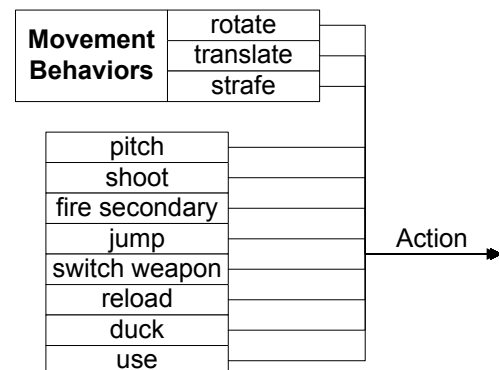 Movement
Behaviors
rotate
translate
strafe
pitch
shoot
fire secondary
jump
switch weapon
reload
duck
use
Action